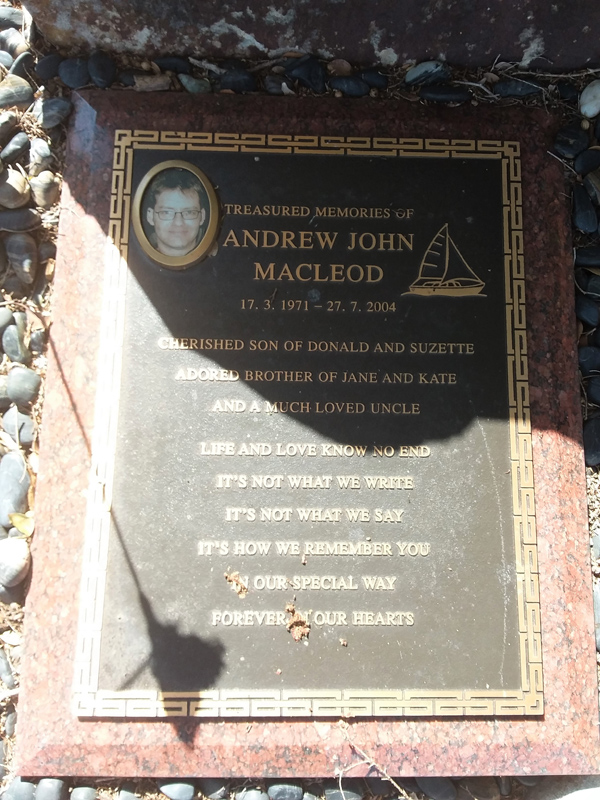 TREASURED MEMORIES OF
ANDREW JOHN
MACLEOD
17. 3. 1971 – 27. 7. 2004
CHERISHED SON OF DONALD AND SUZETTE
ADORED BROTHER OF JANE AND KATE
AND A MUCH LOVED UNCLE
LIFE AND LOVE KNOW NO END
IT'S NOT WHAT WE WRITE
IT'S NOT WHAT WE SAY
IT'S HOW WE REMEMBER YOU
IN OUR SPECIAL WAY
FOREVER IN OUR HEARTS